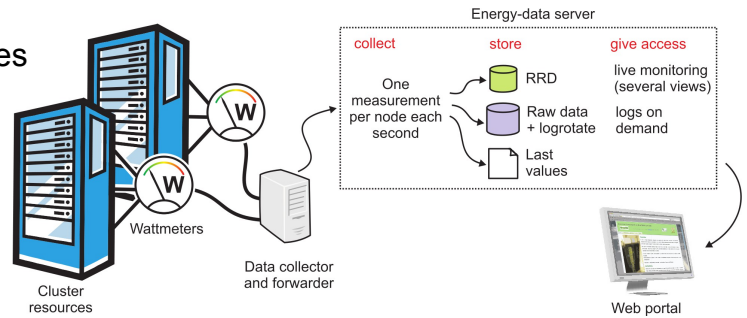 es
Energy-data server
collect
store
give access
One
measurement
per node each
second
RRD
Raw data
+ logrotate
Last
values
live monitoring
(several views)
logs on
demand
W
W
Wattmeters
Cluster
resources
Data collector
and forwarder
Web portal